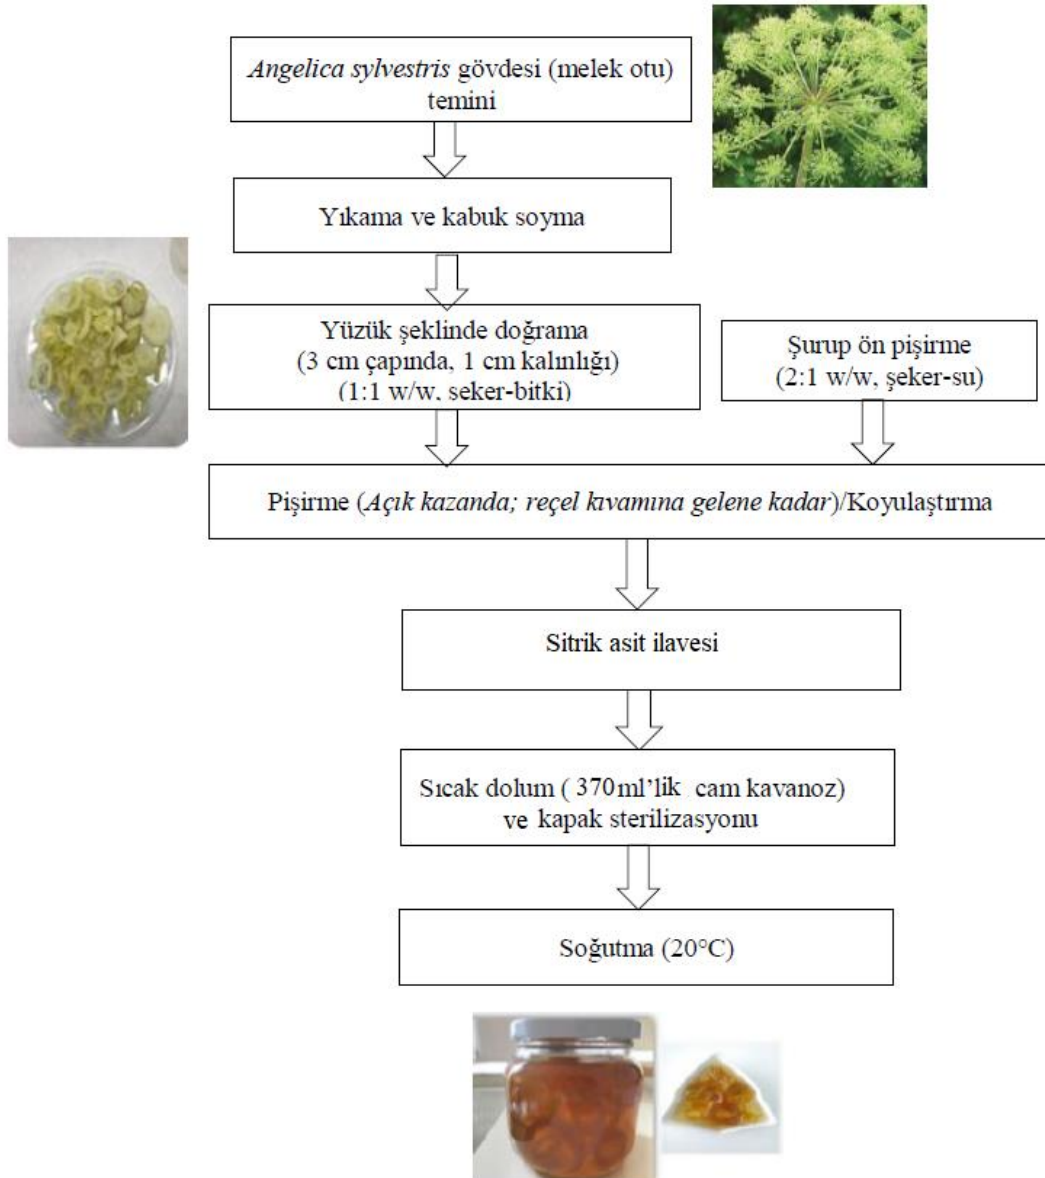 Angelica sylvestris gövdesi (melek otu)
temini
Yıkama ve kabuk soyma
Yüzük şeklinde doğrama
(3 cm çapında, 1 cm kalınlığı)
(1:1 w/w, seker-bitki)
Şurup ön pişirme
(2:1 w/w, şeker-su)
Pişirme (Açık kazanda; reçel kıvamına gelene kadar)/Koyulaştırma
Sitrik asit ilavesi
Sıcak dolum ( 370ml’lik cam kavanoz)
ve kapak sterilizasyonu
Soğutma (20°C)